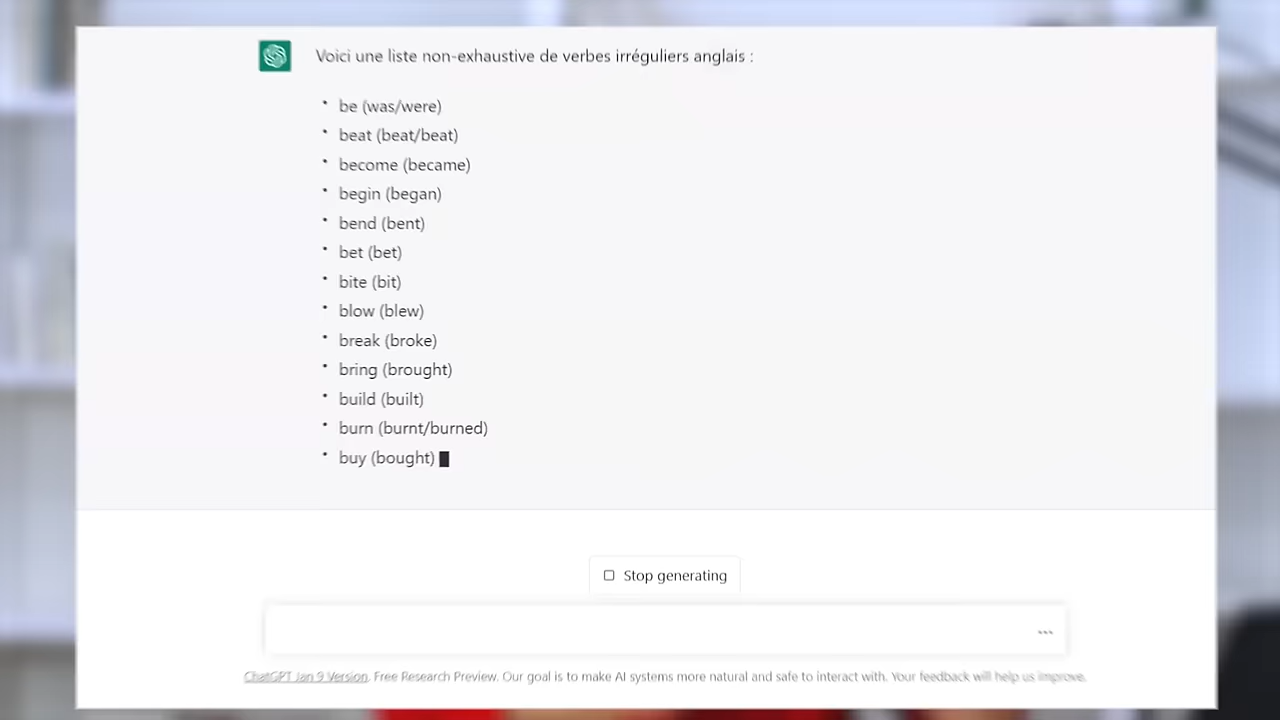 Voici une liste non-exhaustive de verbes irréguliers anglais :
• be (was/were)
• beat (beat/beat)
• become (became)
• begin (began)
• bend (bent)
• bet (bet)
• bite (bit)
• blow (blew)
• break (broke)
• bring (brought)
• build (built)
• burn (burnt/burned)
• buy (bought)
Stop generating
ChatGPT Jan 9 Version. Free Research Preview. Our goal is to make AI systems more natural and safe to interact with. Your feedback will help us improve.